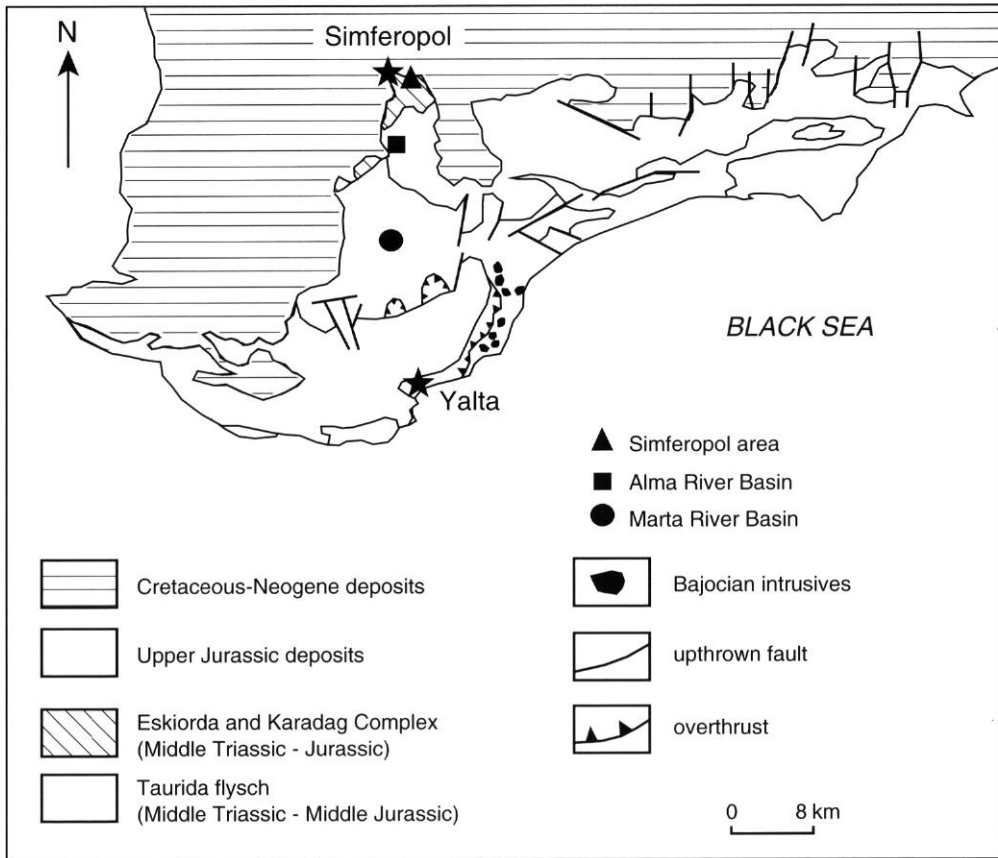 N
Simferopol
BLACK SEA
Yalta
Simferopol area
Alma River Basin
Marta River Basin
Cretaceous-Neogene deposits
Upper Jurassic deposits
Eskiorda and Karadag Complex
(Middle Triassic - Jurassic)
Taurida flysch
(Middle Triassic - Middle Jurassic)
Bajocian intrusives
upthrown fault
overthrust
0 8 km